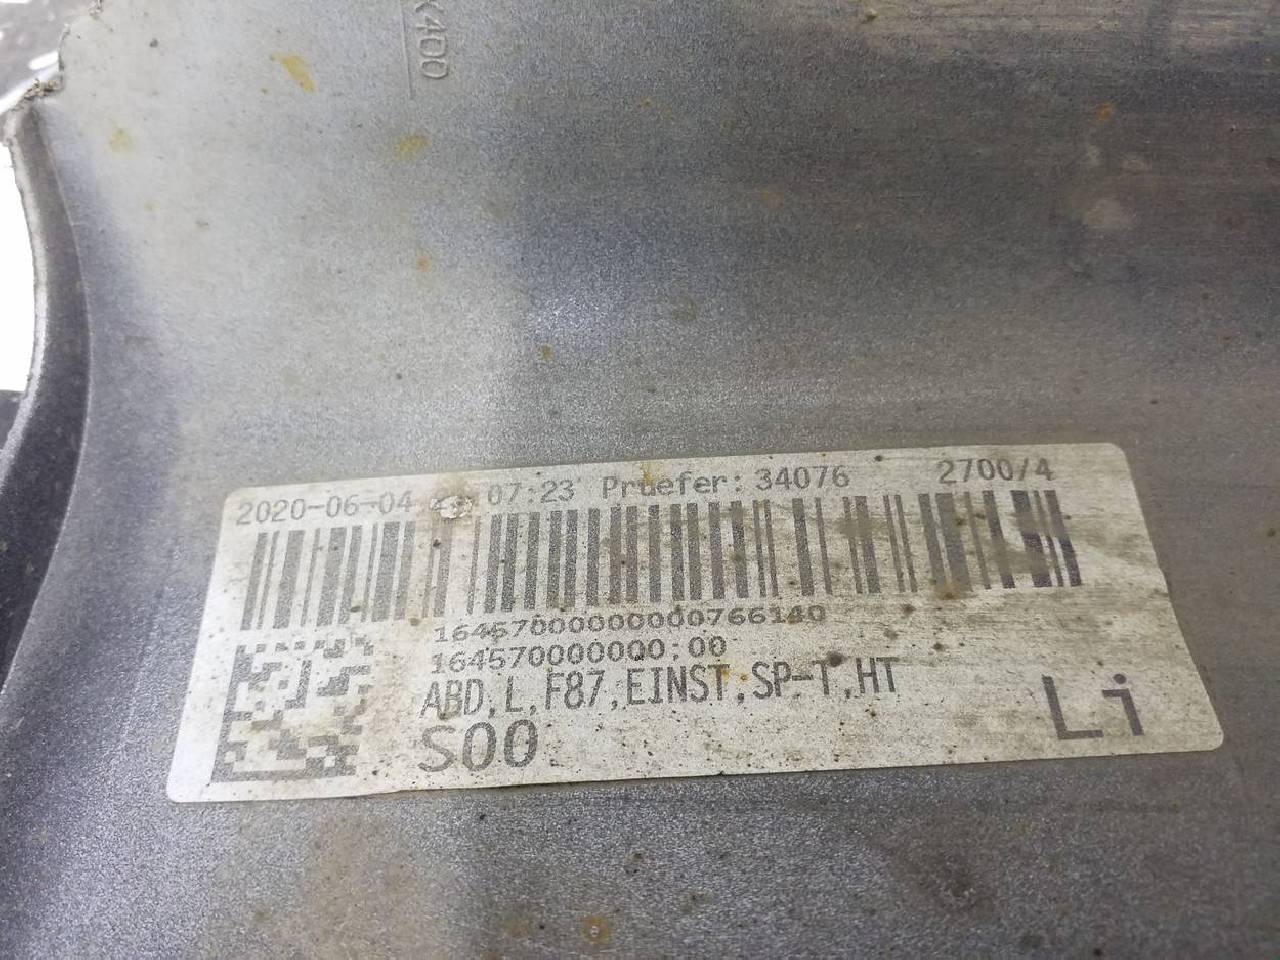 K4D0
2020-06-04 07:23 Pruefer: 34076 2700/4
16457000000000766140
164570000000;00
ABD,L,F87,EINST,SP-T,HT
S00
Li